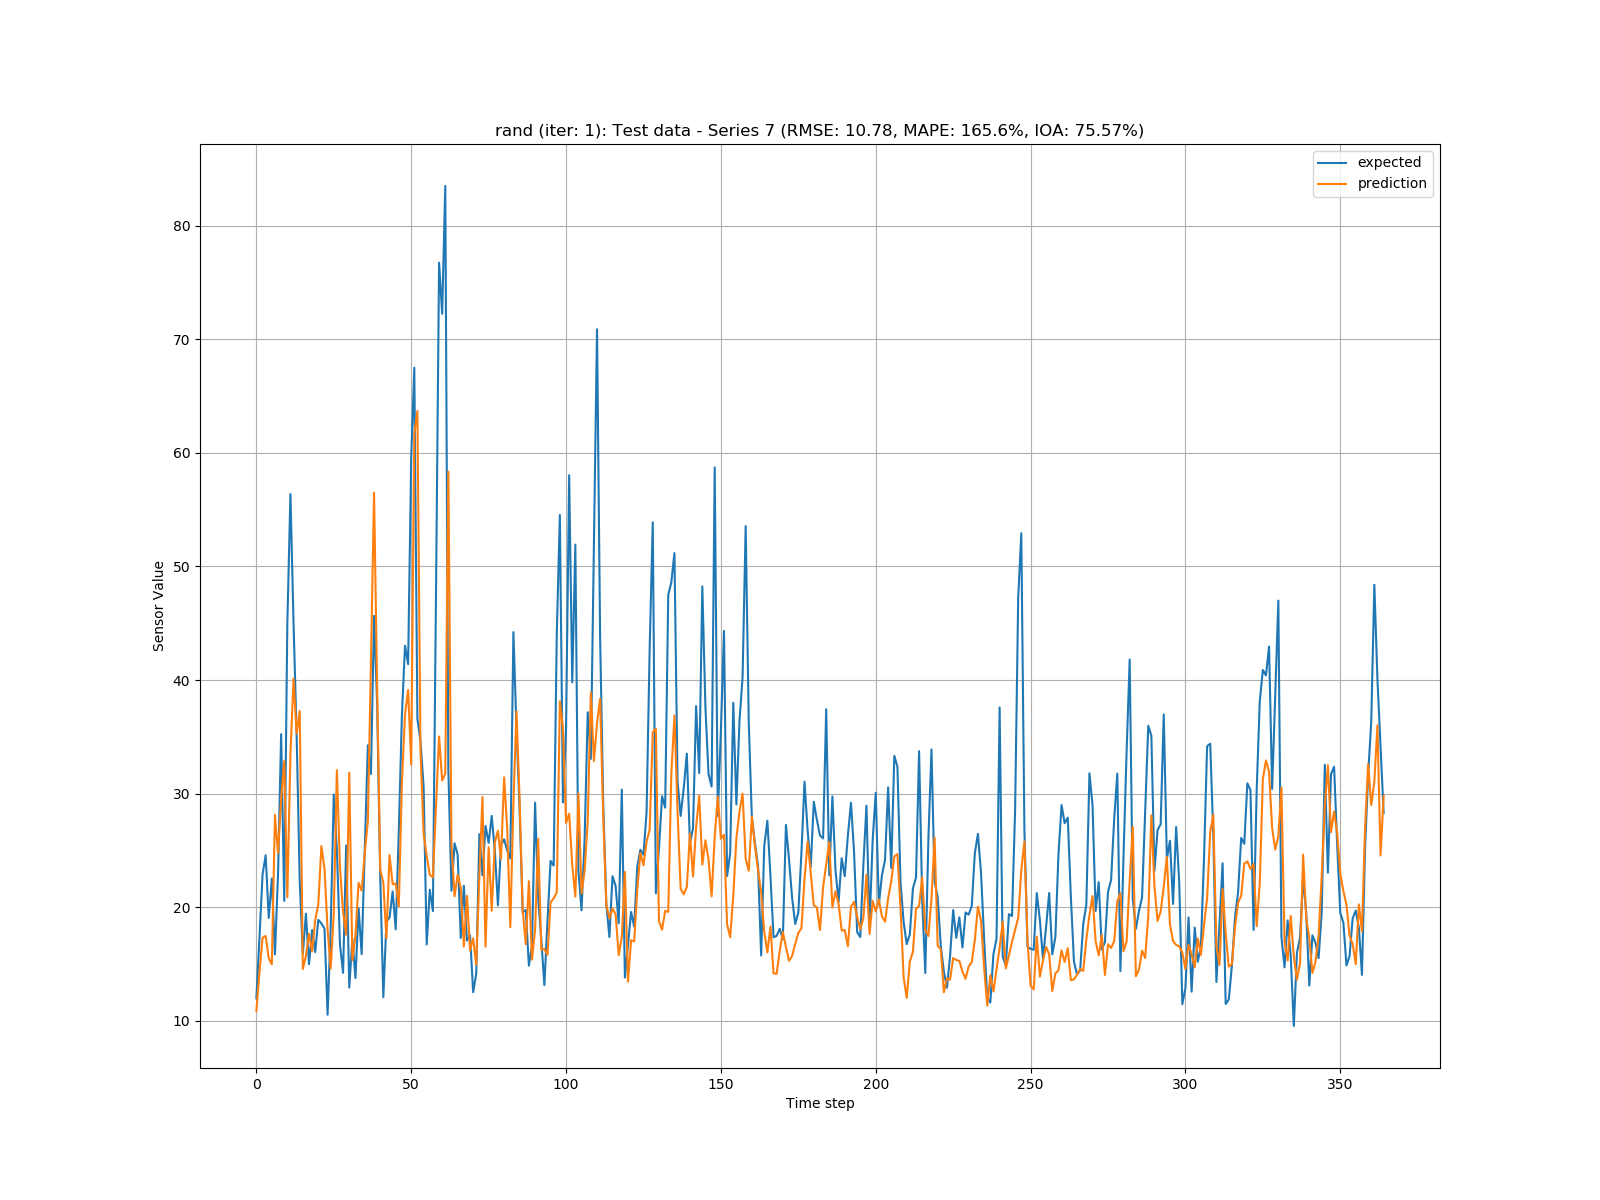 rand (iter: 1): Test data - Series 7 (RMSE: 10.78, MAPE: 165.6%, IOA: 75.57%)
expected
prediction
80
70
60
50
40
30
20
10
Sensor Value
0 50 100 150 200 250 300 350
Time step